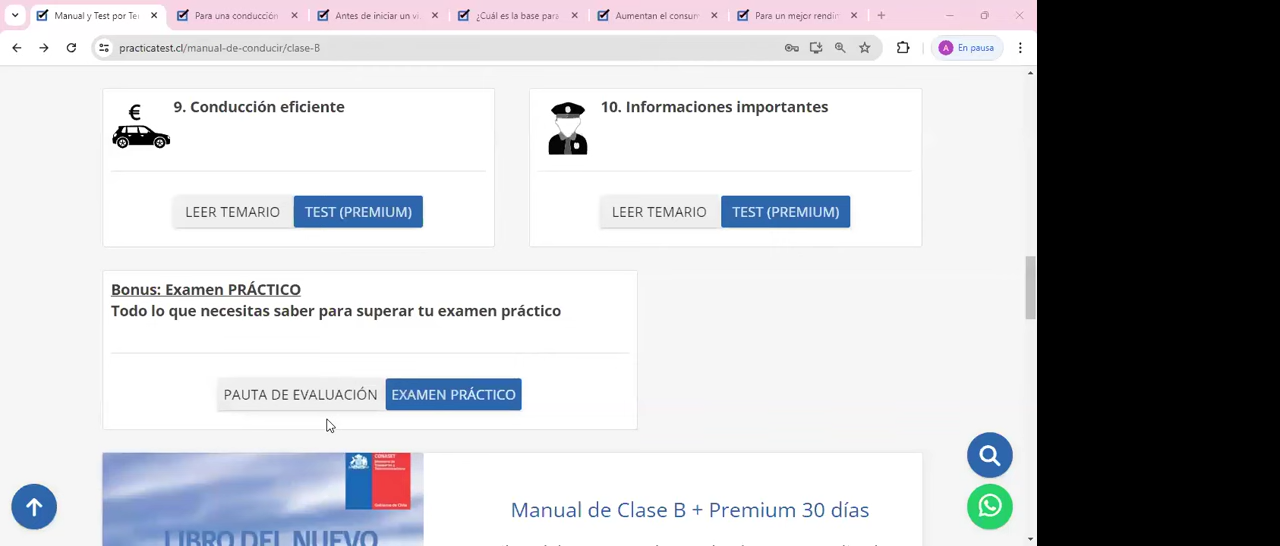 Manual y Test por Te
Para una conducción
Antes de iniciar un vi
¿Cuál es la base para
Aumentan el consum
Para un mejor rendin
practicatest.cl/manual-de-conducir/clase-B
A En pausa
9. Conducción eficiente
LEER TEMARIO
TEST (PREMIUM)
10. Informaciones importantes
LEER TEMARIO
TEST (PREMIUM)
Bonus: Examen PRÁCTICO
Todo lo que necesitas saber para superar tu examen práctico
PAUTA DE EVALUACIÓN
EXAMEN PRÁCTICO
LIBRO DEL NUEVO
Manual de Clase B + Premium 30 días